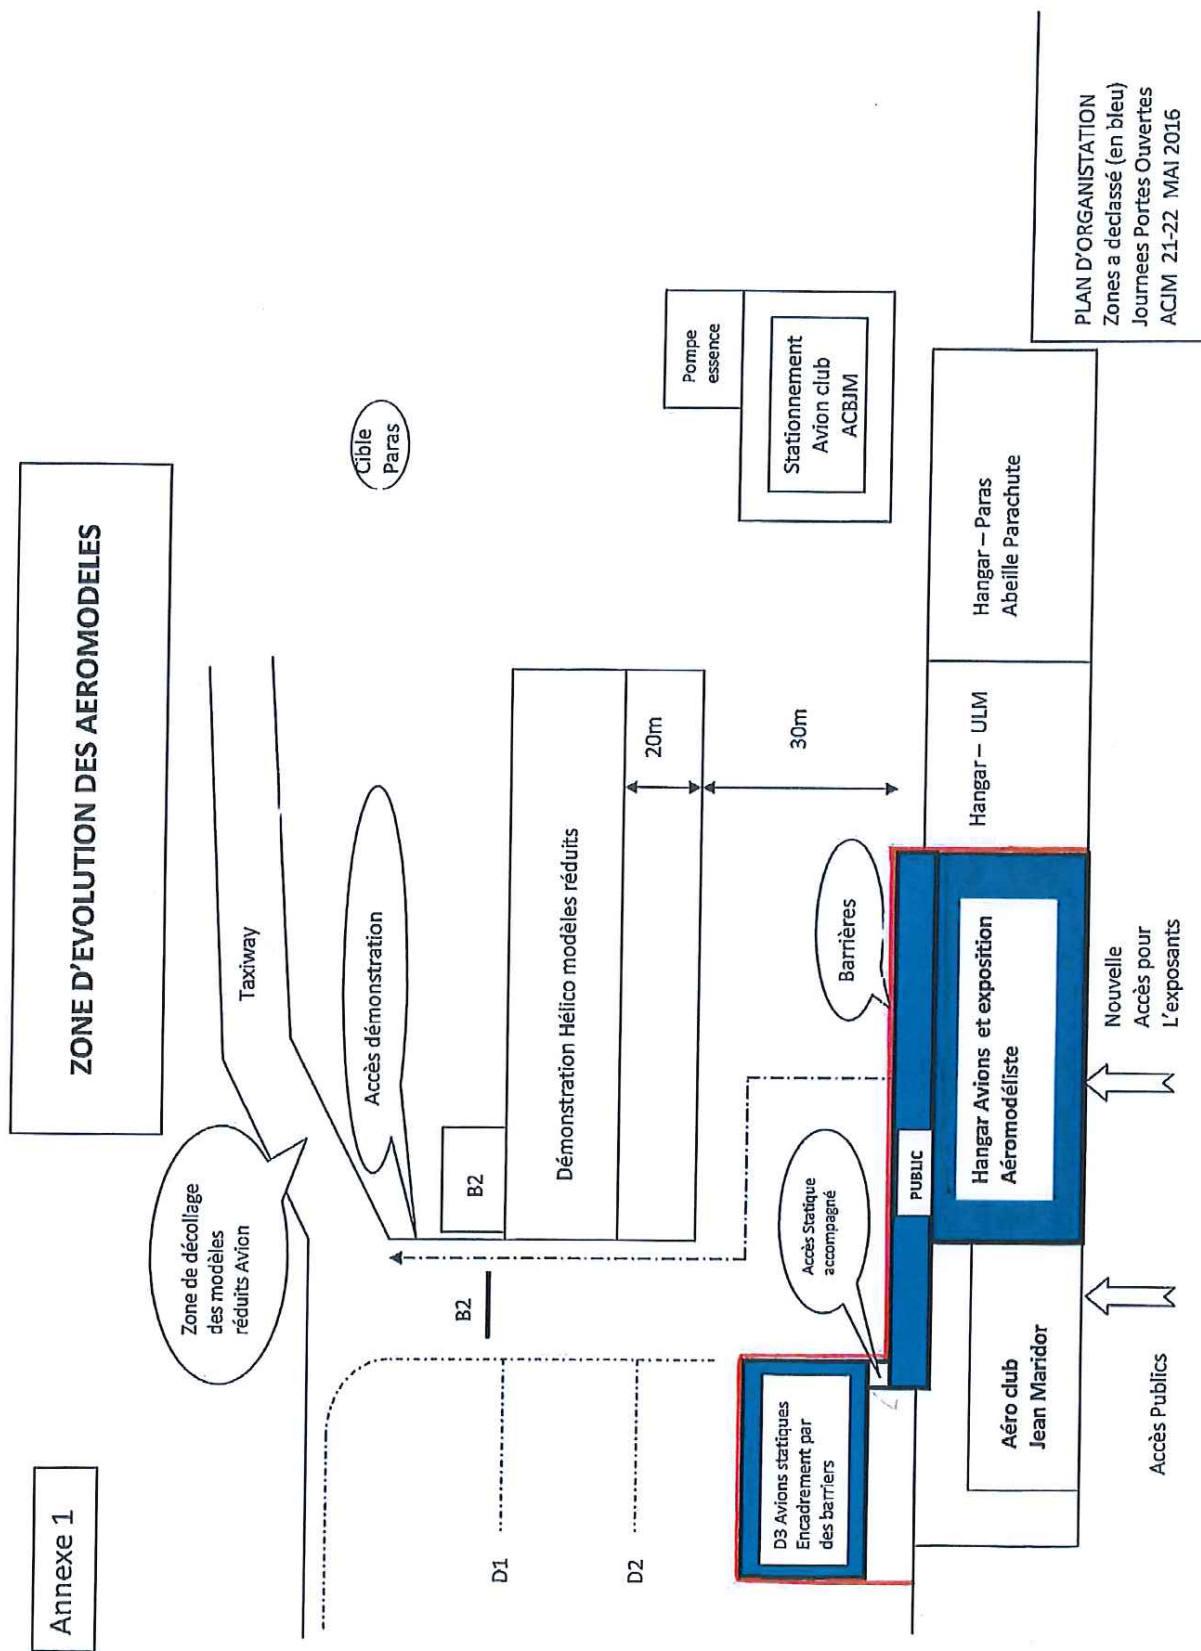 Annexe 1
ZONE D'EVOLUTION DES AEROMODELES
Zone de décollage
des modèles
réduits Avion
Taxiway
Accès démonstration
Cible
Paras
B2
B2
D1
D2
Démonstration Hélico modèles réduits
20m
30m
Pompe
essence
Stationnement
Avion club
ACBJM
D3 Avions statiques
Encadrement par
des barriers
Accès Statique
accompagné
Barrières
PUBLIC
Aéro club
Jean Maridor
Hangar Avions et exposition
Aéromodéliste
Hangar – ULM
Hangar – Paras
Abeille Parachute
Accès Publics
Nouvelle
Accès pour
L'exposants
PLAN D'ORGANISTATION
Zones a declassé (en bleu)
Journees Portes Ouvertes
ACJM 21-22 MAI 2016